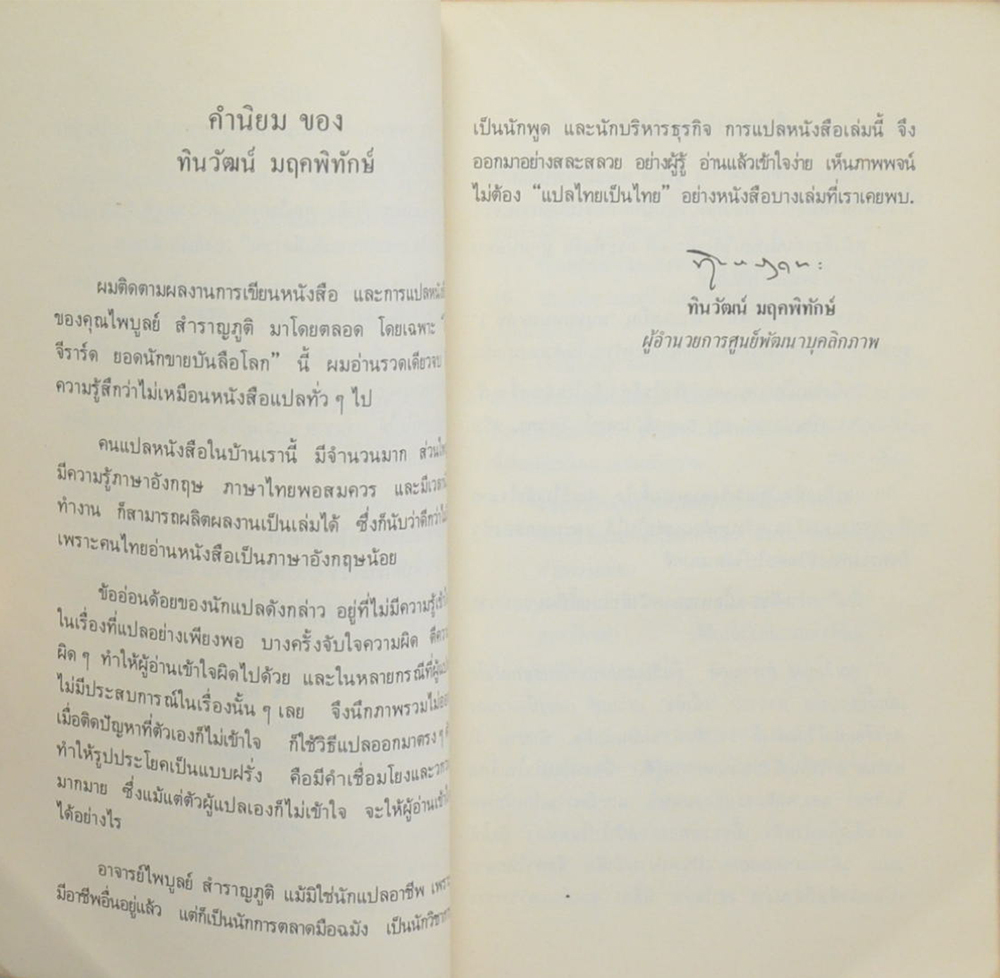 คำนิยม ของ
ทินวัฒน์ มฤคพิทักษ์
ผมติดตามผลงานการเขียนหนังสือ และการแปลหนังสือ
ของคุณไพบูลย์ สำราญภูติ มาโดยตลอด โดยเฉพาะ
จีราร์ด ยอดนักขายบันลือโลก” นี้ ผมอ่านรวดเดียวจบ
ความรู้สึกว่าไม่เหมือนหนังสือแปลทั่ว ๆ ไป
คนแปลหนังสือในบ้านเรานี้ มีจำนวนมาก
มีความรู้ภาษาอังกฤษ ภาษาไทยพอสมควร
ทำงาน ก็สามารถผลิตผลงานเป็นเล่มได้ ซึ่งก็นับว่าดีกว่า
เพราะคนไทยอ่านหนังสือเป็นภาษาอังกฤษน้อย
ข้ออ่อนด้อยของนักแปลดังกล่าว อยู่ที่ไม่มีความรู้
ในเรื่องที่แปลอย่างเพียงพอ บางครั้งจับใจความผิด
ผิด ๆ ทำให้ผู้อ่านเข้าใจผิดไปด้วย และในหลายกรณีที่
ไม่มีประสบการณ์ในเรื่องนั้น ๆ เลย จึงนึกภาพรวม
เมื่อติดปัญหาที่ตัวเองก็ไม่เข้าใจ ก็ใช้วิธีแปลออกมาตรง ๆ
ทำให้รูปประโยคเป็นแบบฝรั่ง คือมีคำเชื่อมโยงและ
มากมาย ซึ่งแม้แต่ตัวผู้แปลเองก็ไม่เข้าใจ จะให้ผู้อ่าน
ได้อย่างไร
อาจารย์ไพบูลย์ สำราญภูติ แม้มิใช่นักแปลอาชีพ
มีอาชีพอื่นอยู่แล้ว แต่ก็เป็นนักการตลาดมือฉมัง
เป็นนักพูด และนักบริหารธุรกิจ การแปลหนังสือเล่มนี้ จึง
ออกมาอย่างสละสลวย อย่างผู้รู้ อ่านแล้วเข้าใจง่าย เห็นภาพพจน์
ไม่ต้อง “แปลไทยเป็นไทย” อย่างหนังสือบางเล่มที่เราเคยพบ.
ทินวัฒน์ มฤคพิทักษ์
ผู้อำนวยการศูนย์พัฒนาบุคลิกภาพ